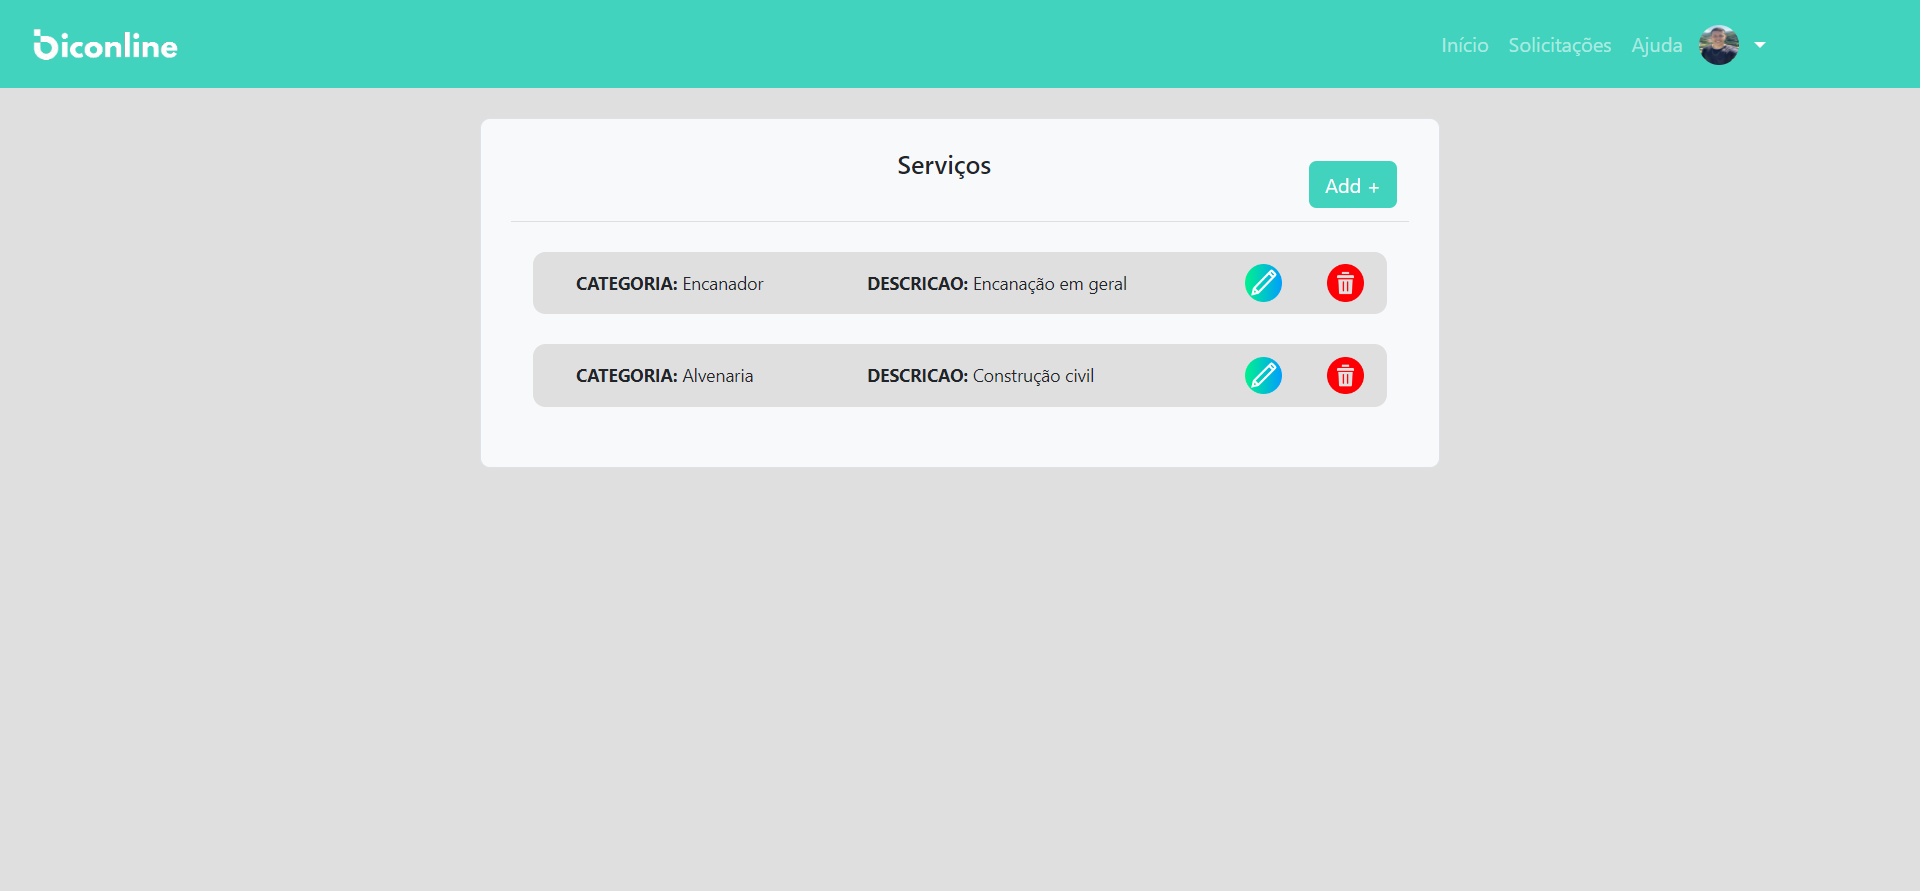 biconline
Início Solicitações Ajuda
Serviços
Add +
CATEGORIA: Encanador DESCRICAO: Encanação em geral
CATEGORIA: Alvenaria DESCRICAO: Construção civil